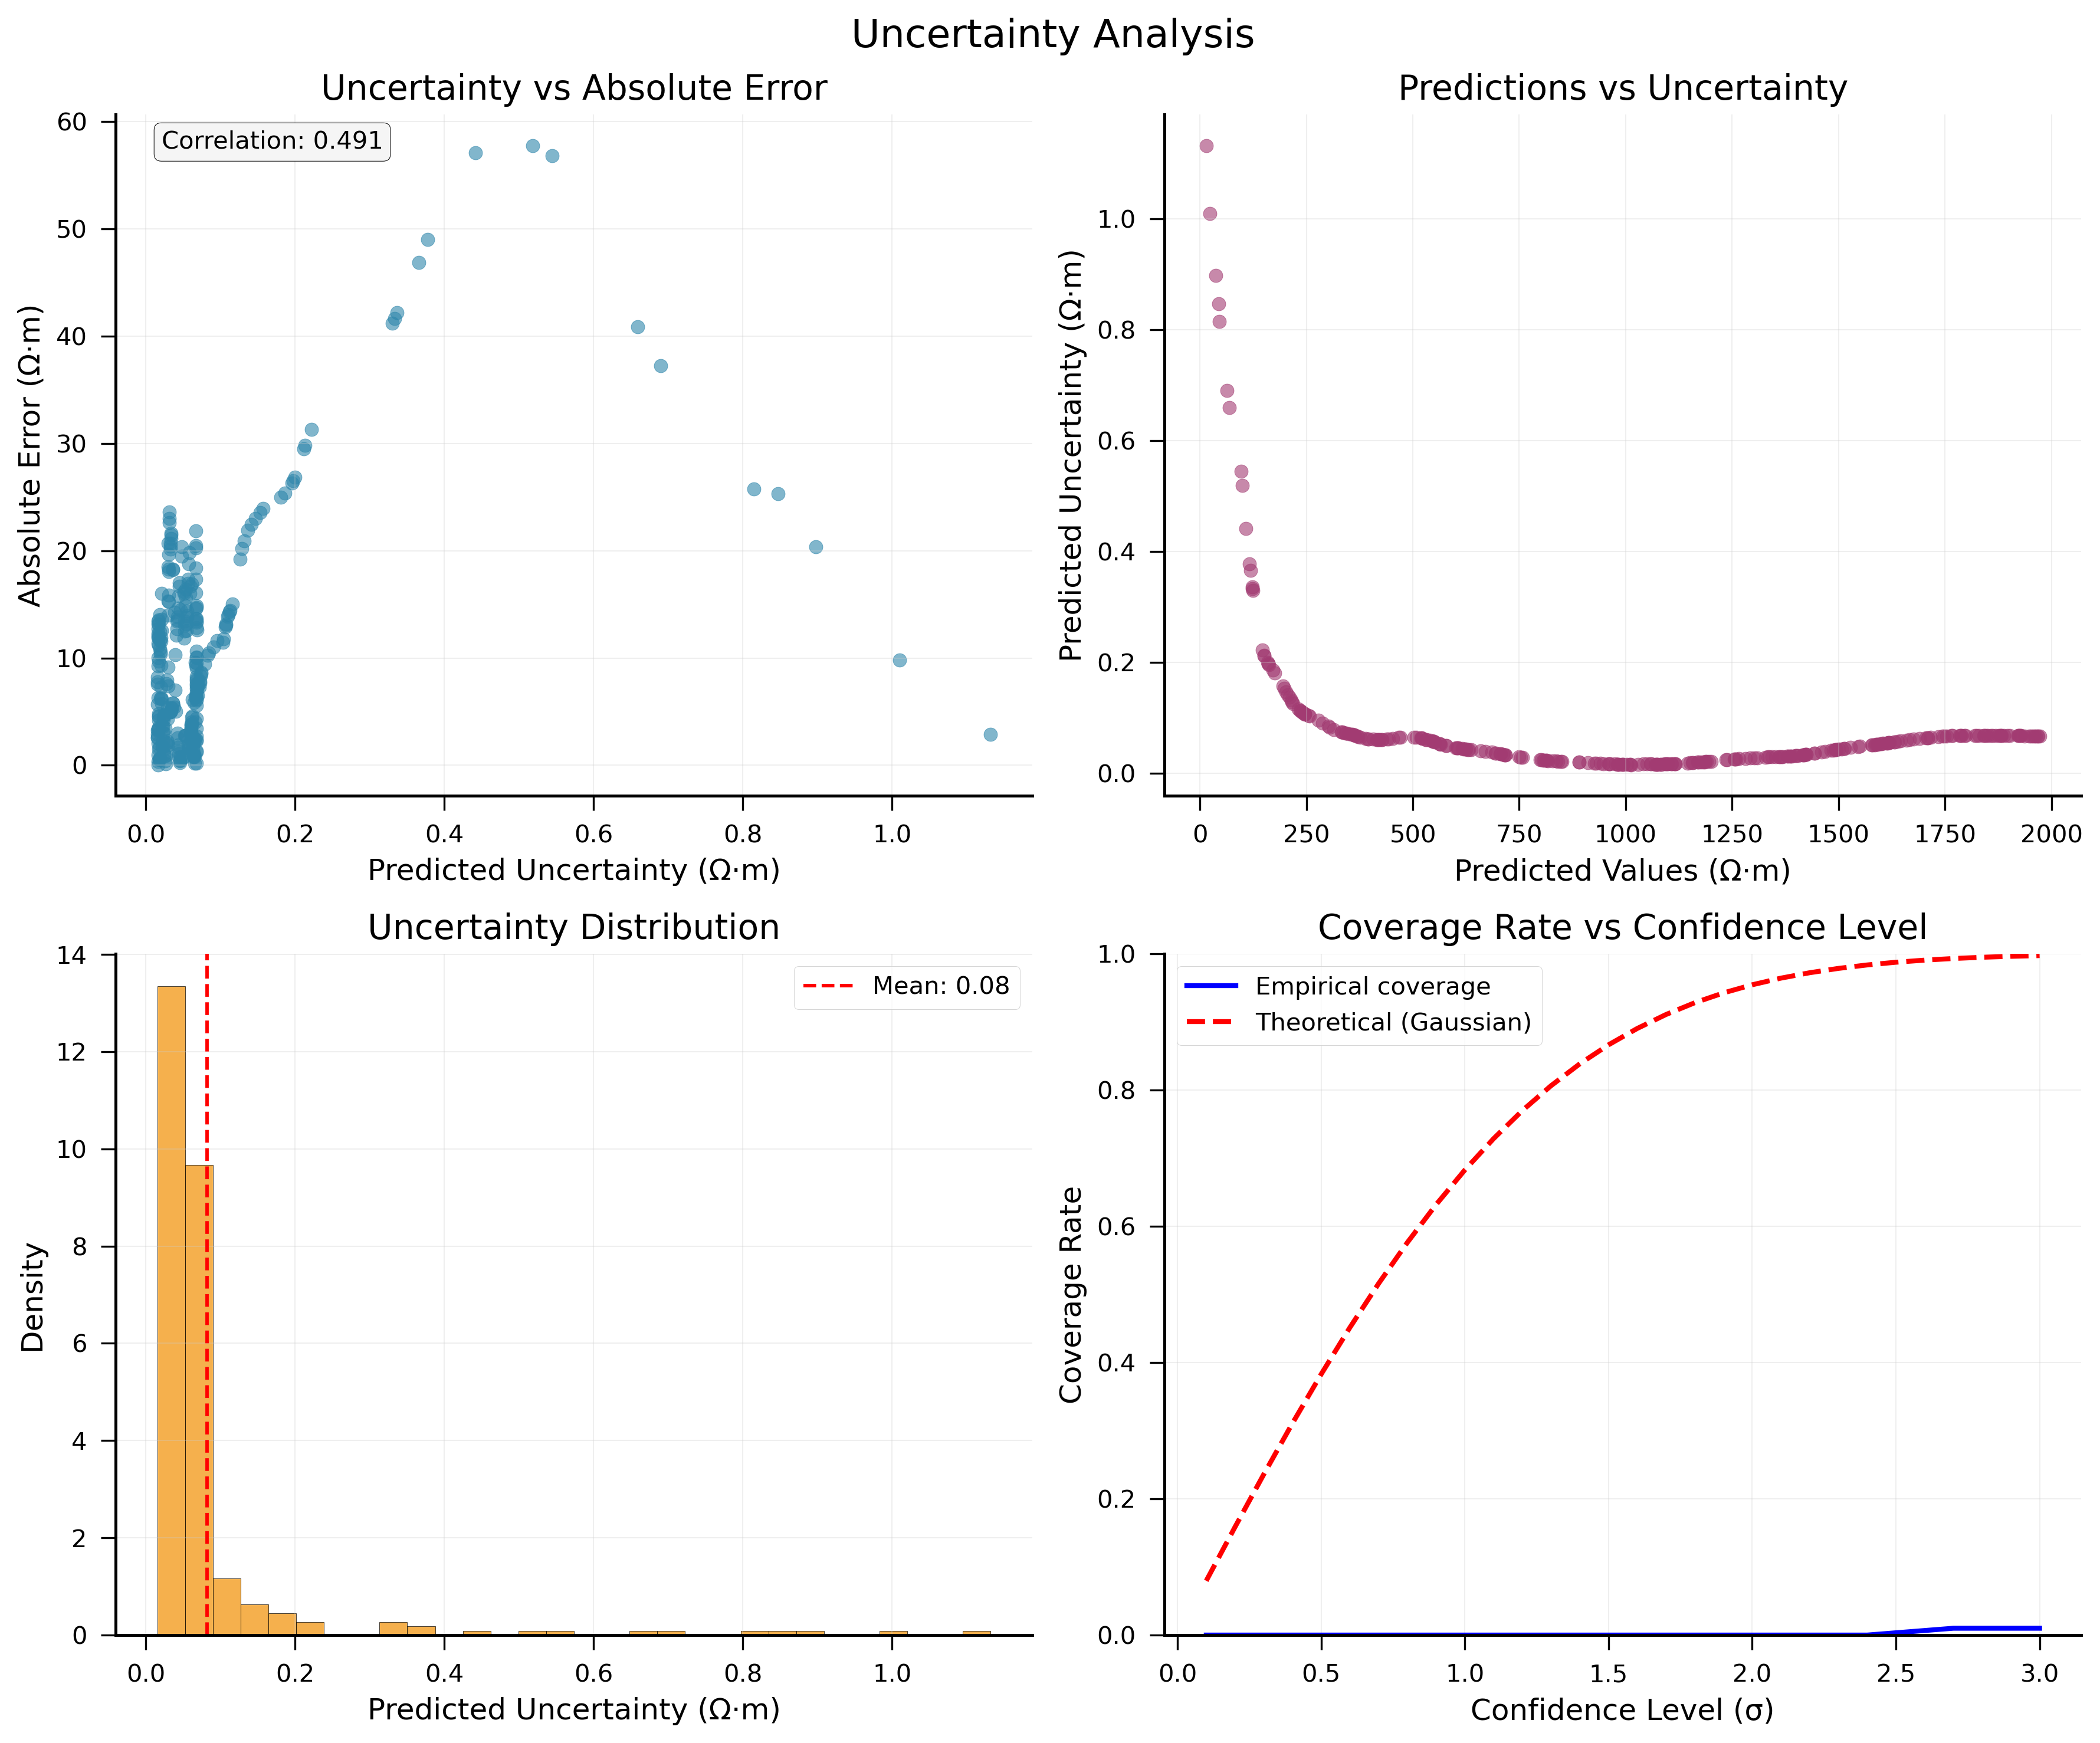 Uncertainty Analysis
Uncertainty vs Absolute Error
Correlation: 0.491
60
50
40
30
20
10
0
Absolute Error (Ω·m)
0.0 0.2 0.4 0.6 0.8 1.0
Predicted Uncertainty (Ω·m)
Predictions vs Uncertainty
1.0
0.8
0.6
0.4
0.2
0.0
Predicted Uncertainty (Ω·m)
0 250 500 750 1000 1250 1500 1750 2000
Predicted Values (Ω·m)
Uncertainty Distribution
Mean: 0.08
14
12
10
8
6
4
2
0
Density
0.0 0.2 0.4 0.6 0.8 1.0
Predicted Uncertainty (Ω·m)
Coverage Rate vs Confidence Level
Empirical coverage
Theoretical (Gaussian)
1.0
0.8
0.6
0.4
0.2
0.0
Coverage Rate
0.0 0.5 1.0 1.5 2.0 2.5 3.0
Confidence Level (σ)